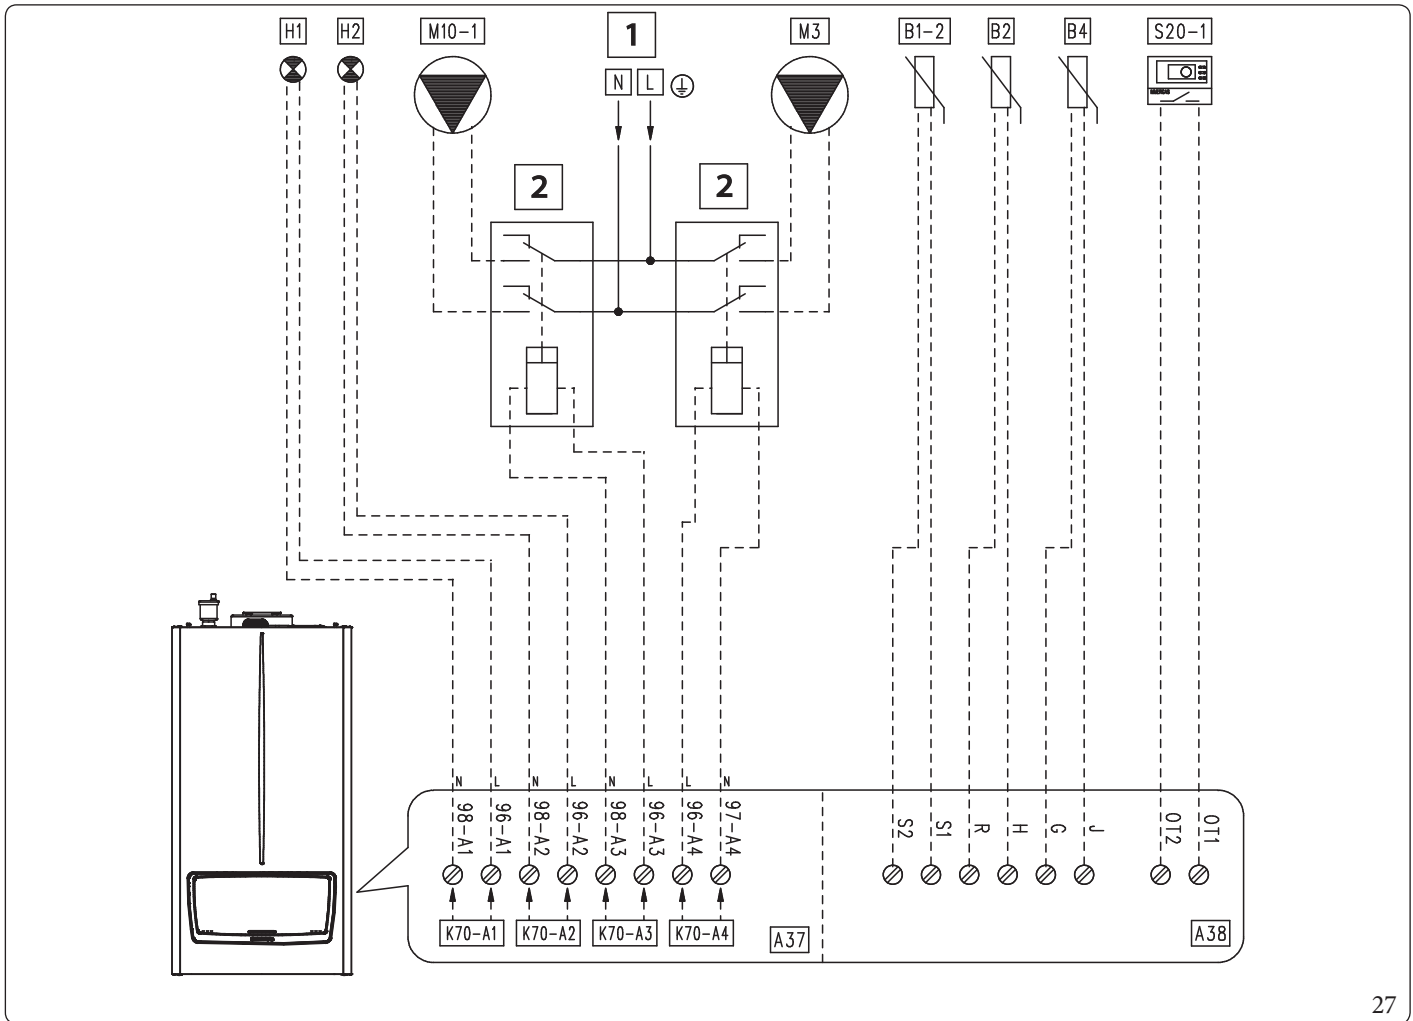 H1 H2 M10-1 1 M3 B1-2 B2 B4 S20-1
N L
2 2
N L N L N L L N
98-A1 96-A1 98-A2 96-A2 98-A3 96-A3 96-A4 97-A4 S2 S1 R H G J OT2 OT1
K70-A1 K70-A2 K70-A3 K70-A4 A37 A38
27